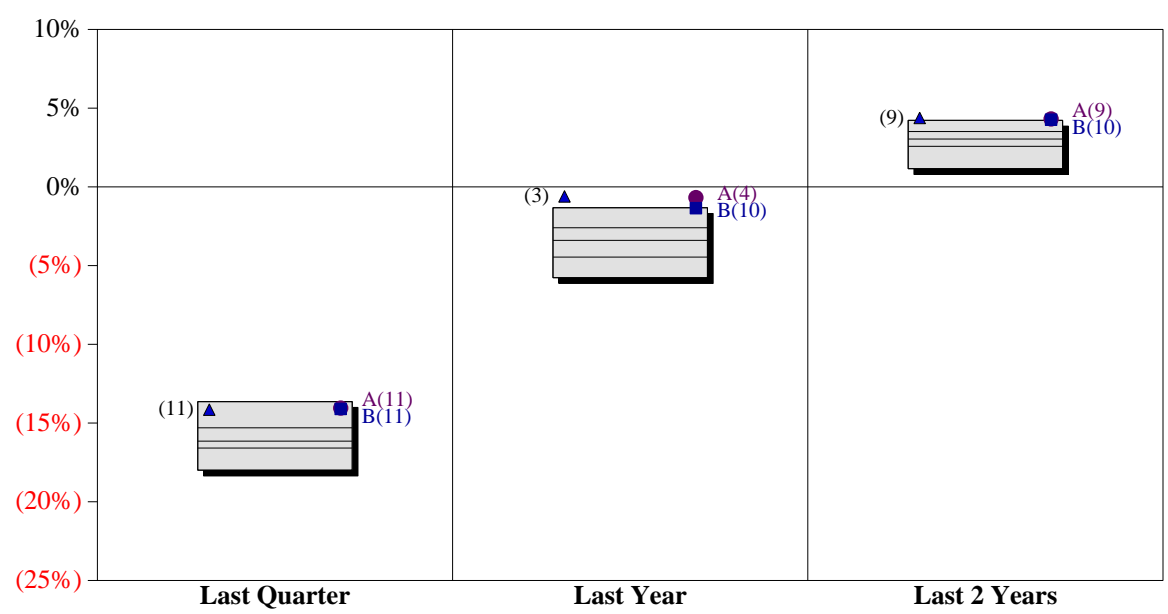 10%
5%
0%
(5%)
(10%)
(15%)
(20%)
(25%)
(11)
A(11)
B(11)
(3)
A(4)
B(10)
(9)
A(9)
B(10)
Last Quarter
Last Year
Last 2 Years